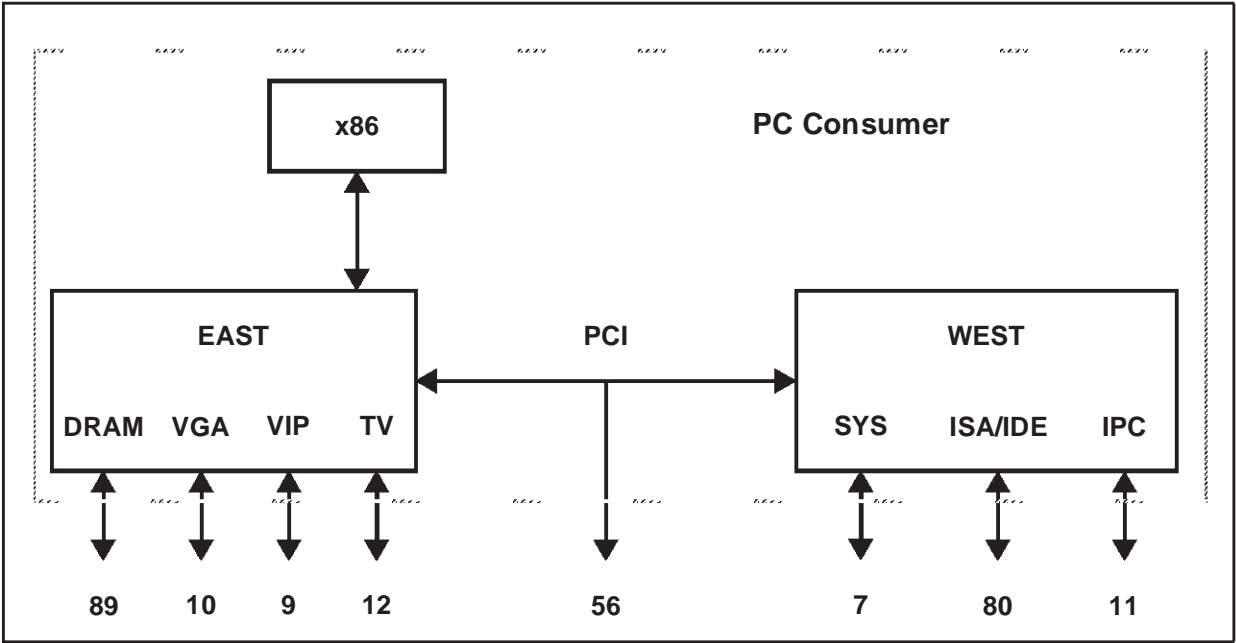 x86
PC Consumer
EAST
PCI
WEST
DRAM VGA VIP TV
SYS ISA/IDE IPC
89 10 9 12 56 7 80 11